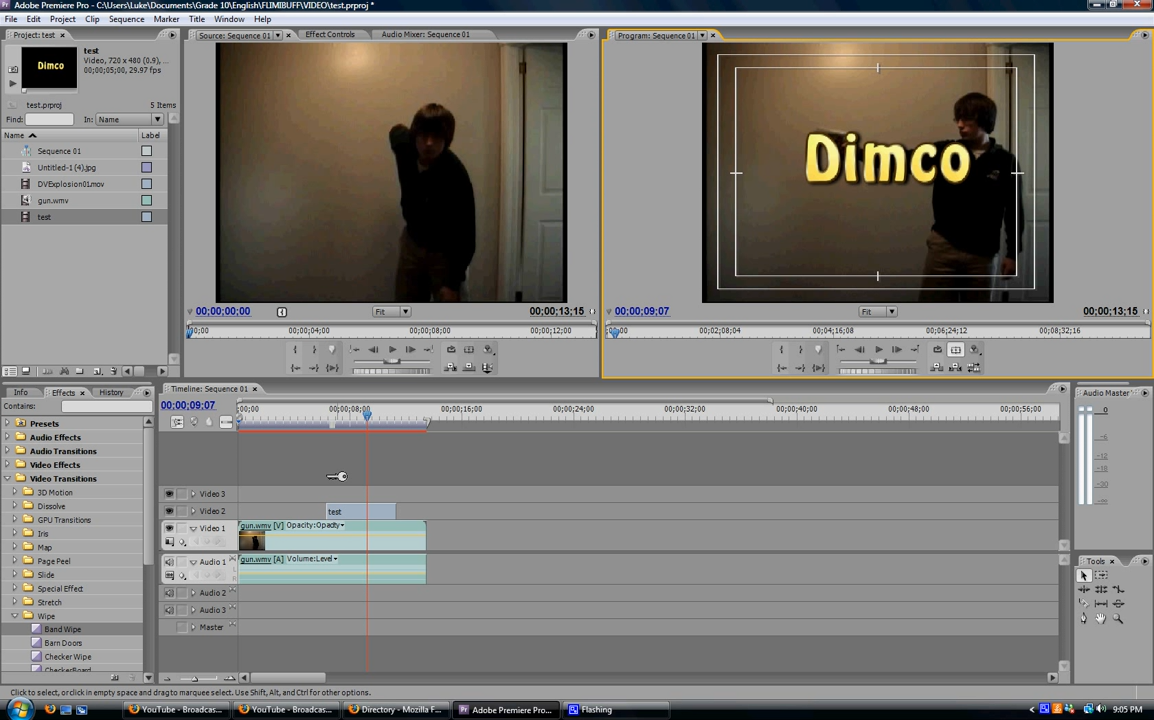 Adobe Premiere Pro - C:\Users\Luke\Documents\Grade 10\English\FLIMIBUFF\VIDEO\test.prproj *
File Edit Project Clip Sequence Marker Title Window Help
Project: test
test
Video, 720 x 480 (0.9), ...
00;00;05;00, 29.97 fps
Dimco
test.prproj
5 Items
Find:
In: Name
Name
Label
Sequence 01
Untitled-1 (4).jpg
DVExplosion01.mov
gun.wmv
test
Source: Sequence 01
Effect Controls
Audio Mixer: Sequence 01
00;00;00;00
Fit
00;00;13;15
00;00
00;00;04;00
00;00;08;00
00;00;12;00
Program: Sequence 01
Dimco
00;00;09;07
Fit
00;00;13;15
00;00
00;02;08;04
00;04;16;08
00;06;24;12
00;08;32;16
Info
Effects
History
Contains:
Presets
Audio Effects
Audio Transitions
Video Effects
Video Transitions
3D Motion
Dissolve
GPU Transitions
Iris
Map
Page Peel
Slide
Special Effect
Stretch
Wipe
Band Wipe
Barn Doors
Checker Wipe
CheckerBoard
Timeline: Sequence 01
00;00;09;07
00;00
00;00;08;00
00;00;16;00
00;00;24;00
00;00;32;00
00;00;40;00
00;00;48;00
00;00;56;00
Video 3
Video 2
test
Video 1
gun.wmv [V] Opacity:Opacity
Audio 1
gun.wmv [A] Volume:Level
Audio 2
Audio 3
Master
Audio Master
0
-6
-12
-18
-30
Tools
Click to select, or click in empty space and drag to marquee select. Use Shift, Alt, and Ctrl for other options.
YouTube - Broadcas...
YouTube - Broadcas...
Directory - Mozilla F...
Adobe Premiere Pro...
Flashing
9:05 PM